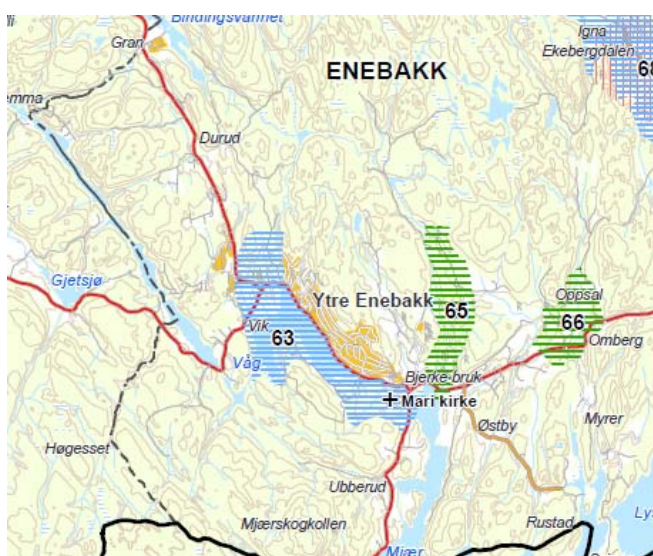 Bindingsvannet
Gran
Igna
Ekebergdalen
68
ENEBAKK
Durud
Gjetsjø
Ytre Enebakk
65
Oppsal
66
Vik
63
Omberg
Våg
Bjerke-bruk
Mari kirke
Østby
Myrer
Høgesset
Ubberud
Mjærskogkollen
Rustad
Mjær